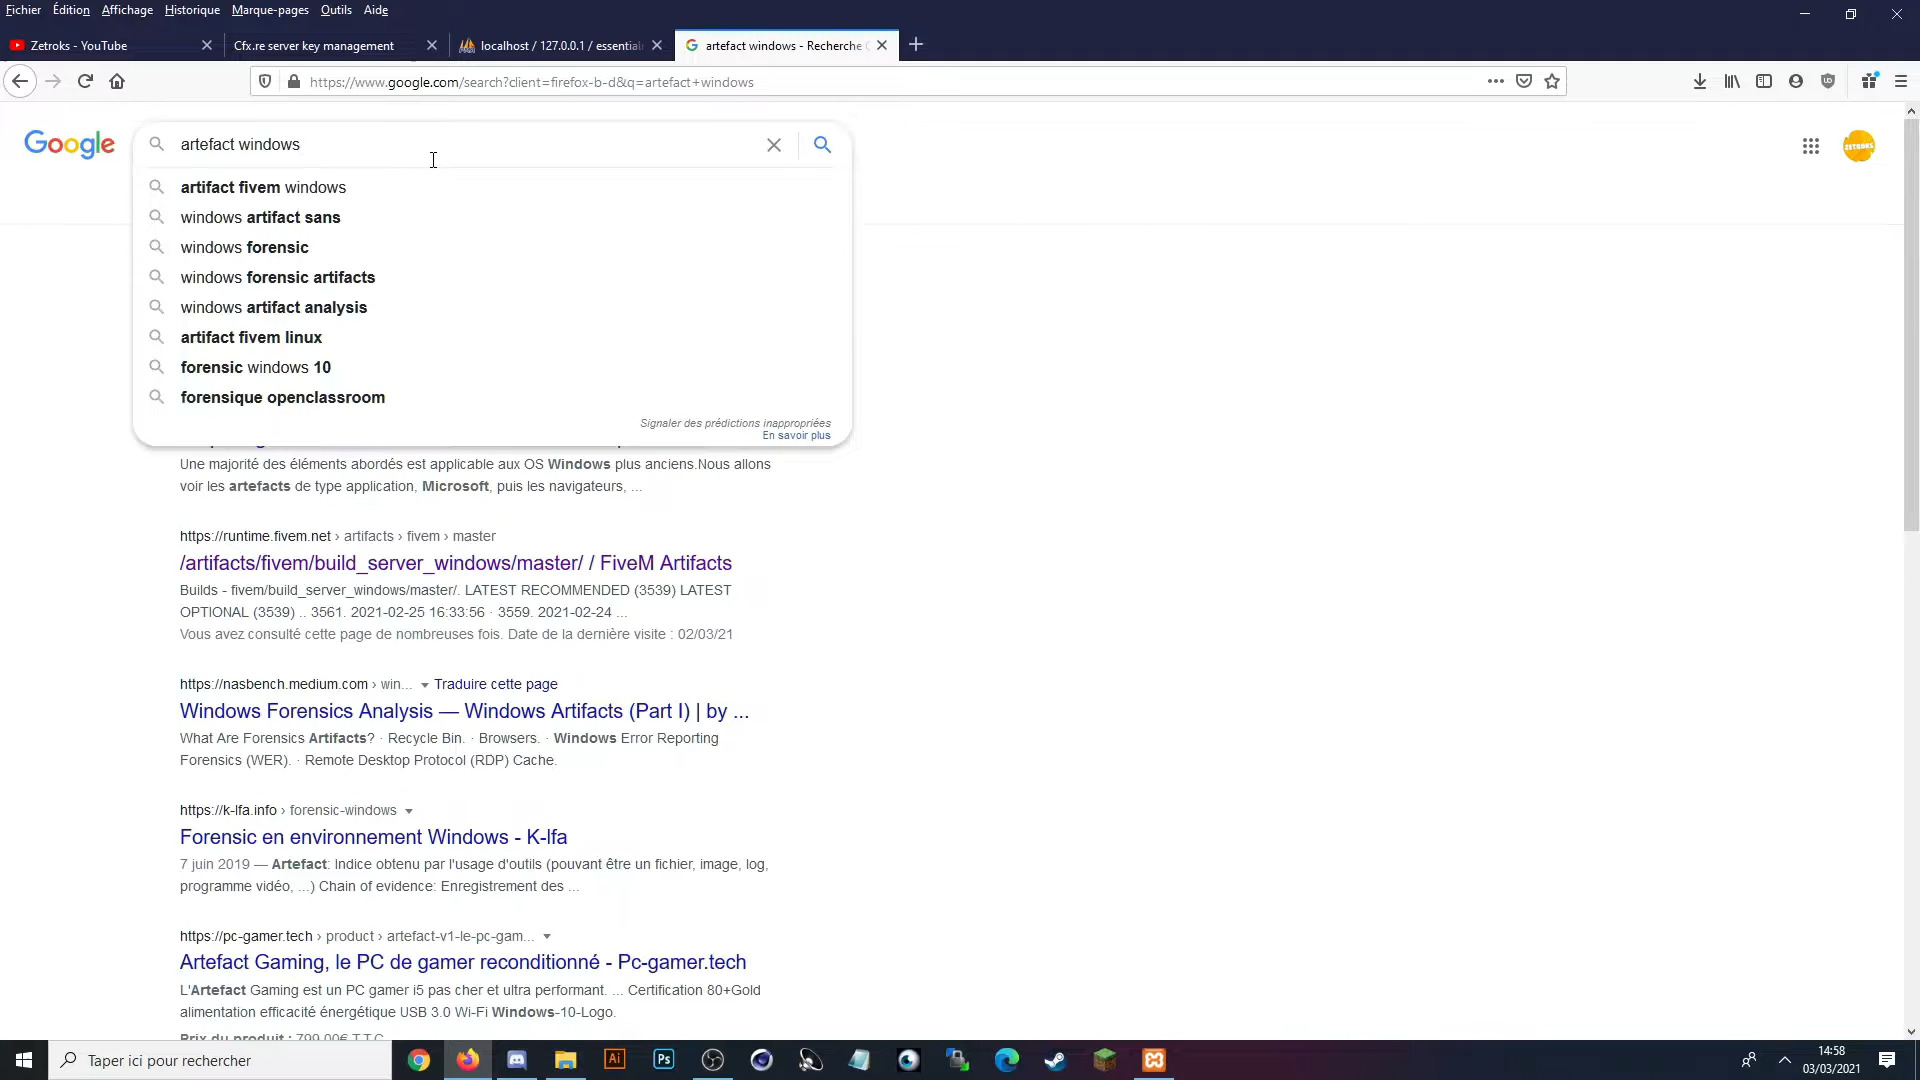 Fichier Édition Affichage Historique Marque-pages Outils Aide
Zetroks - YouTube
Cfx.re server key management
localhost / 127.0.0.1 / essential
artefact windows - Recherche
https://www.google.com/search?client=firefox-b-d&q=artefact+windows
Google
artefact windows
ZETROKS
artifact fivem windows
windows artifact sans
windows forensic
windows forensic artifacts
windows artifact analysis
artifact fivem linux
forensic windows 10
forensique openclassroom
Signaler des prédictions inappropriées
En savoir plus
Une majorité des éléments abordés est applicable aux OS Windows plus anciens.Nous allons
voir les artefacts de type application, Microsoft, puis les navigateurs, ...
https://runtime.fivem.net › artifacts › fivem › master
/artifacts/fivem/build_server_windows/master/ / FiveM Artifacts
Builds - fivem/build_server_windows/master/. LATEST RECOMMENDED (3539) LATEST
OPTIONAL (3539) .. 3561. 2021-02-25 16:33:56 · 3559. 2021-02-24 ...
Vous avez consulté cette page de nombreuses fois. Date de la dernière visite : 02/03/21
https://nasbench.medium.com › win... Traduire cette page
Windows Forensics Analysis — Windows Artifacts (Part I) | by ...
What Are Forensics Artifacts? · Recycle Bin. · Browsers. · Windows Error Reporting
Forensics (WER). · Remote Desktop Protocol (RDP) Cache.
https://k-lfa.info › forensic-windows
Forensic en environnement Windows - K-lfa
7 juin 2019 — Artefact: Indice obtenu par l'usage d'outils (pouvant être un fichier, image, log,
programme vidéo, ...) Chain of evidence: Enregistrement des ...
https://pc-gamer.tech › product › artefact-v1-le-pc-gam...
Artefact Gaming, le PC de gamer reconditionné - Pc-gamer.tech
L'Artefact Gaming est un PC gamer i5 pas cher et ultra performant. ... Certification 80+Gold
alimentation efficacité énergétique USB 3.0 Wi-Fi Windows-10-Logo.
Prix du produit : 799,00€ T.T.C.
Taper ici pour rechercher
Ai
Ps
14:58
03/03/2021